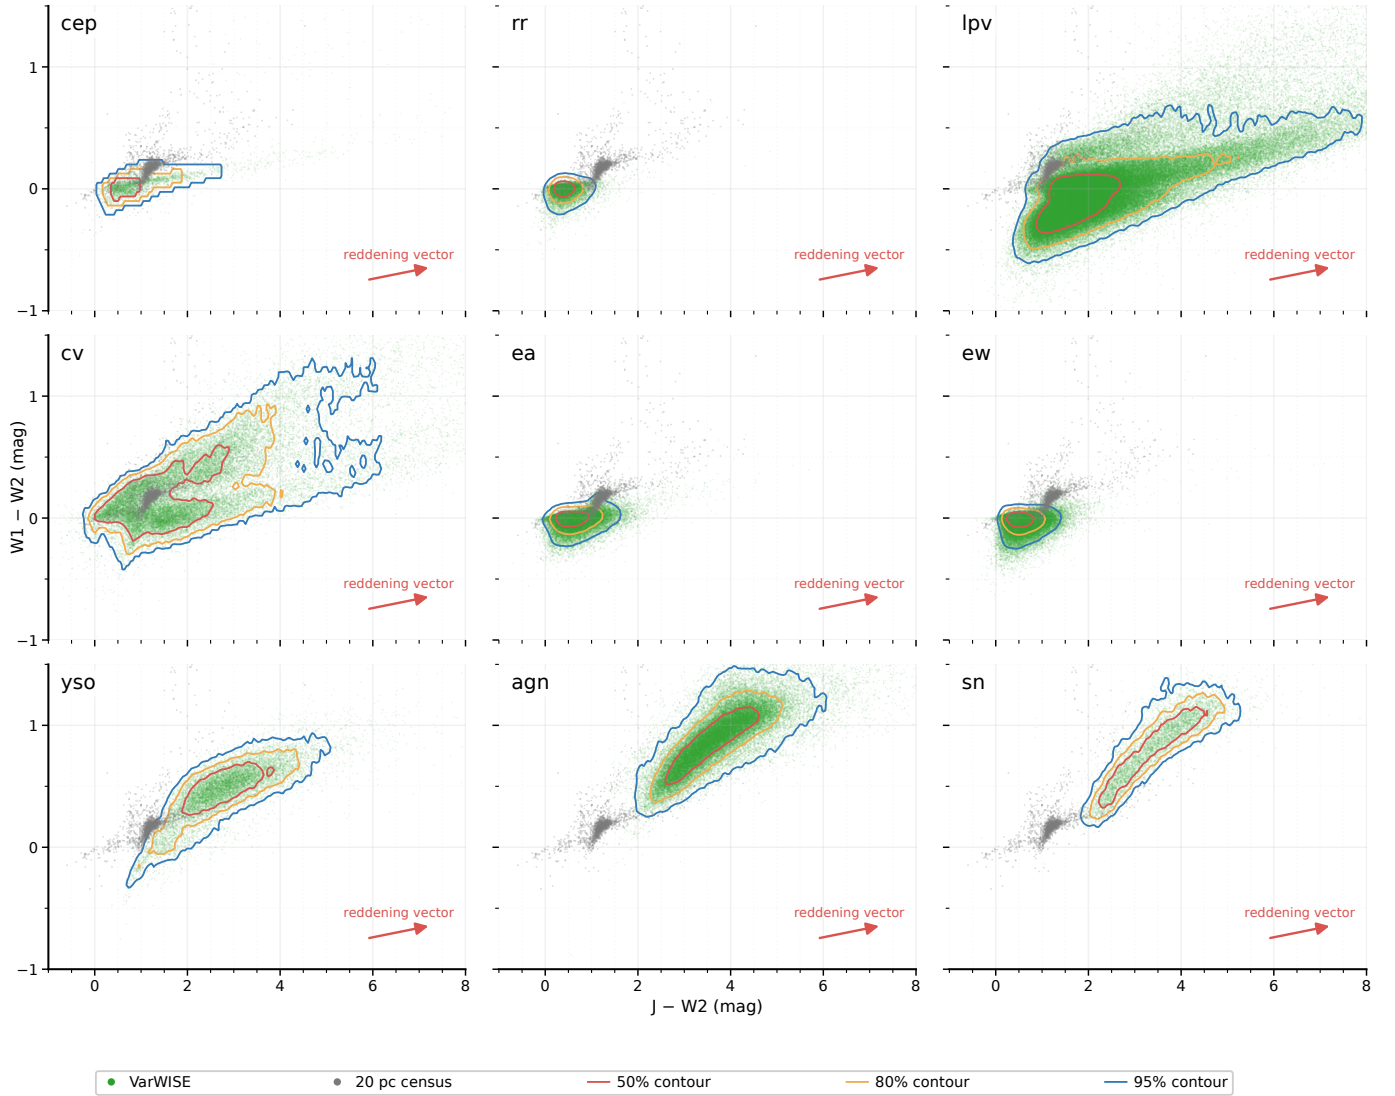 cep
rr
lpv
1
0
−1
reddening vector
reddening vector
reddening vector
cv
ea
ew
1
0
−1
reddening vector
reddening vector
reddening vector
W1 − W2 (mag)
yso
agn
sn
1
0
−1
reddening vector
reddening vector
reddening vector
0 2 4 6 8
0 2 4 6 8
0 2 4 6 8
J − W2 (mag)
VarWISE
20 pc census
50% contour
80% contour
95% contour